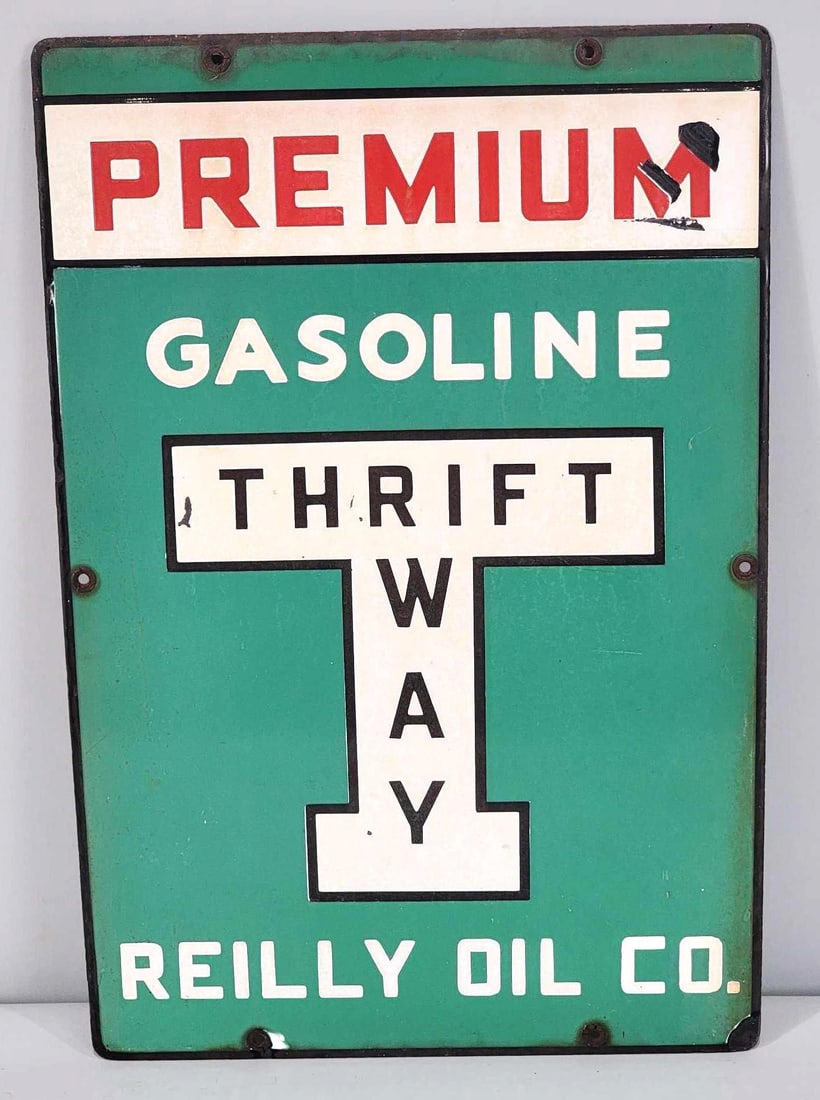 PREMIUM
GASOLINE
THRIFT
WAY
REILLY OIL CO.